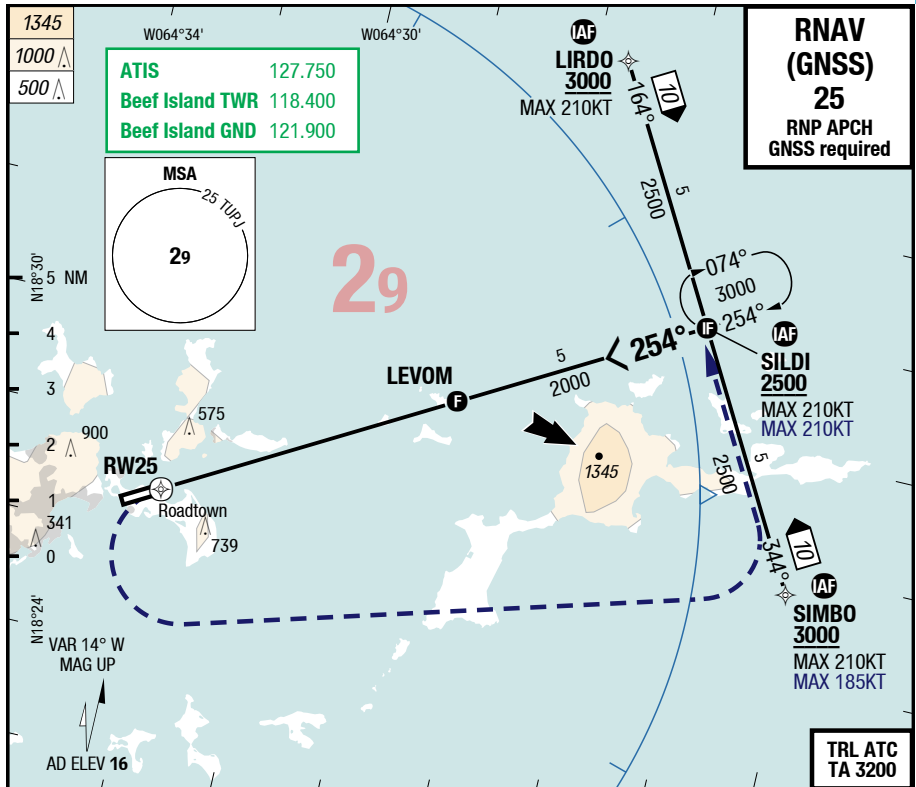 1345
1000
500
W064°34'
W064°30'
ATIS 127.750
Beef Island TWR 118.400
Beef Island GND 121.900
MSA
25 TUPJ
29
29
IAF
LIRDO
3000
MAX 210KT
10
164°
5
2500
RNAV
(GNSS)
25
RNP APCH
GNSS required
N18°30'
5 NM
4
3
2
1
0
N18°24'
074°
3000
254°
IF
IAF
SILDI
2500
MAX 210KT
MAX 210KT
254°
5
2000
LEVOM
F
1345
575
900
RW25
Roadtown
341
739
5
2500
10
344°
IAF
SIMBO
3000
MAX 210KT
MAX 185KT
VAR 14° W
MAG UP
AD ELEV 16
TRL ATC
TA 3200